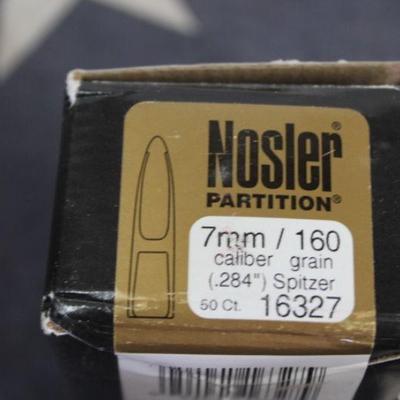 Nosler®
PARTITION®
7mm / 160
caliber grain
(.284") Spitzer
50 Ct. 16327